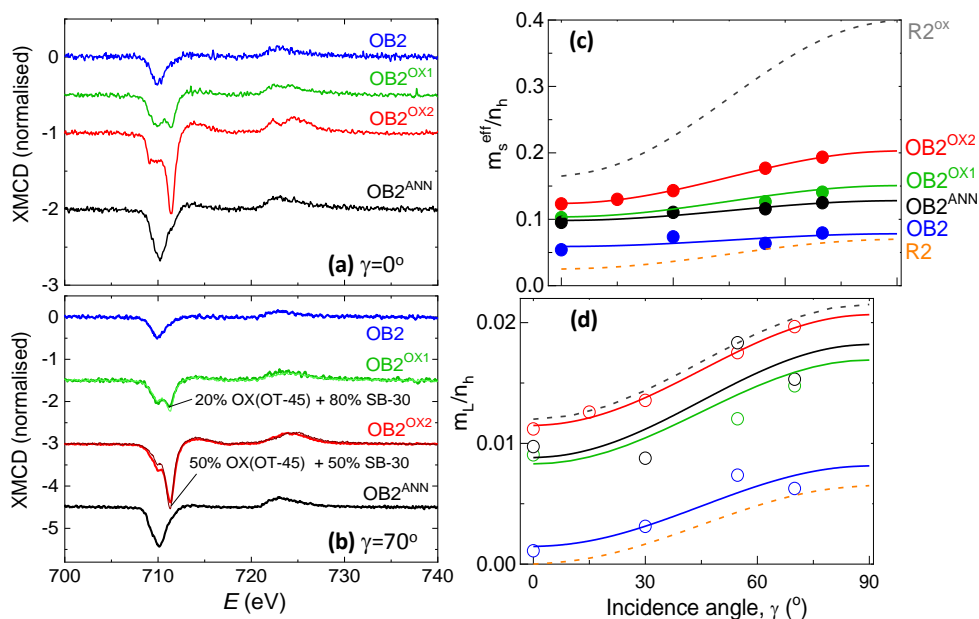 XMCD (normalised)
0
-1
-2
-3
OB2
OB2^OX1
OB2^OX2
OB2^ANN
(a) γ=0°
XMCD (normalised)
0
-1
-2
-3
-4
-5
OB2
OB2^OX1
20% OX(OT-45) + 80% SB-30
OB2^OX2
50% OX(OT-45) + 50% SB-30
OB2^ANN
(b) γ=70°
700 710 720 730 740
E (eV)
m_s^eff/n_h
0.4
0.3
0.2
0.1
0.0
(c)
R2^ox
OB2^OX2
OB2^OX1
OB2^ANN
OB2
R2
m_L/n_h
0.02
0.01
0.00
(d)
0 30 60 90
Incidence angle, γ (°)